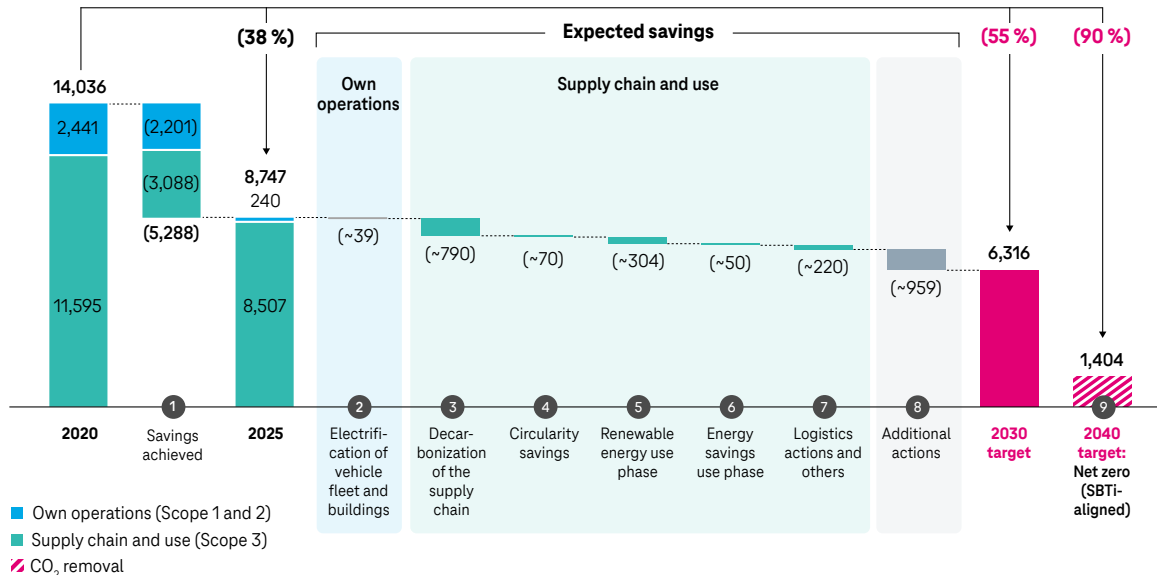 (38 %)
Expected savings
(55 %)
(90 %)
14,036
2,441
11,595
(2,201)
(3,088)
(5,288)
8,747
240
8,507
Own
operations
(~39)
Supply chain and use
(~790)
(~70)
(~304)
(~50)
(~220)
(~959)
6,316
1,404
2020
1
Savings
achieved
2025
2
Electrifi-
cation of
vehicle
fleet and
buildings
3
Decar-
bonization
of the
supply
chain
4
Circularity
savings
5
Renewable
energy use
phase
6
Energy
savings
use phase
7
Logistics
actions and
others
8
Additional
actions
2030
target
9
2040
target:
Net zero
(SBTi-
aligned)
Own operations (Scope 1 and 2)
Supply chain and use (Scope 3)
CO₂ removal